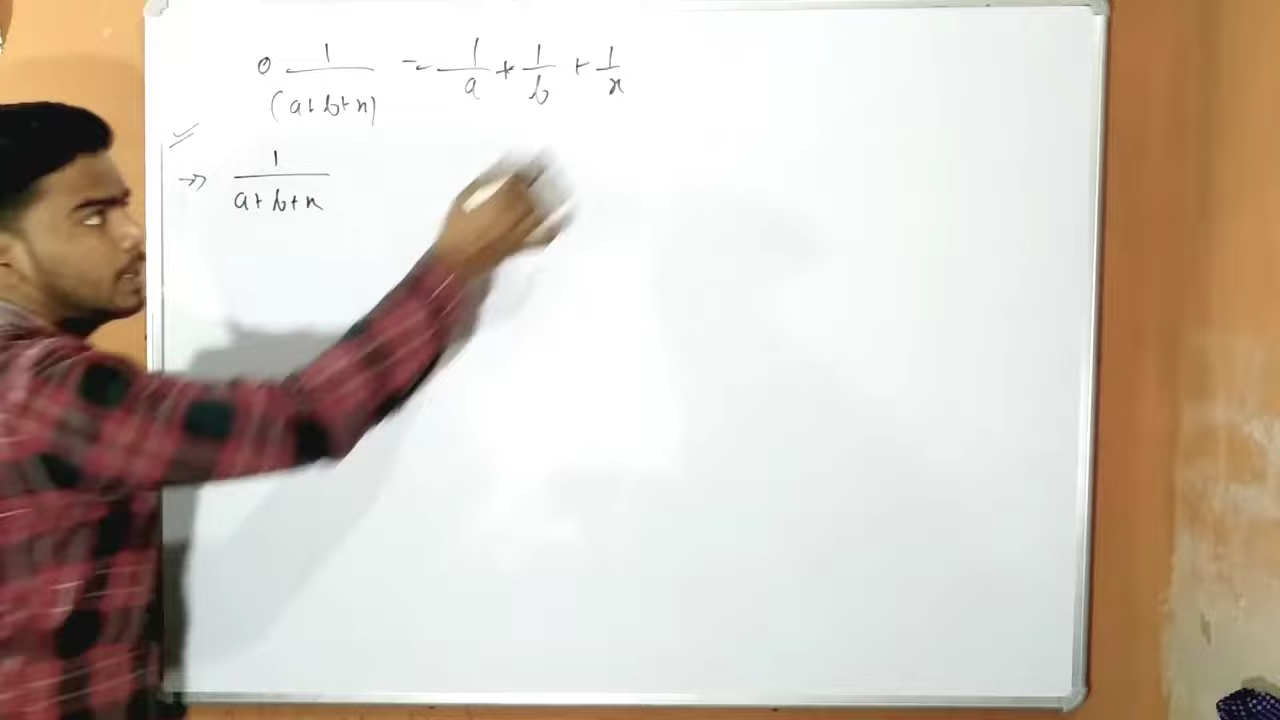 1/(a+b+x) = 1/a + 1/b + 1/x
→ 1/a+b+x